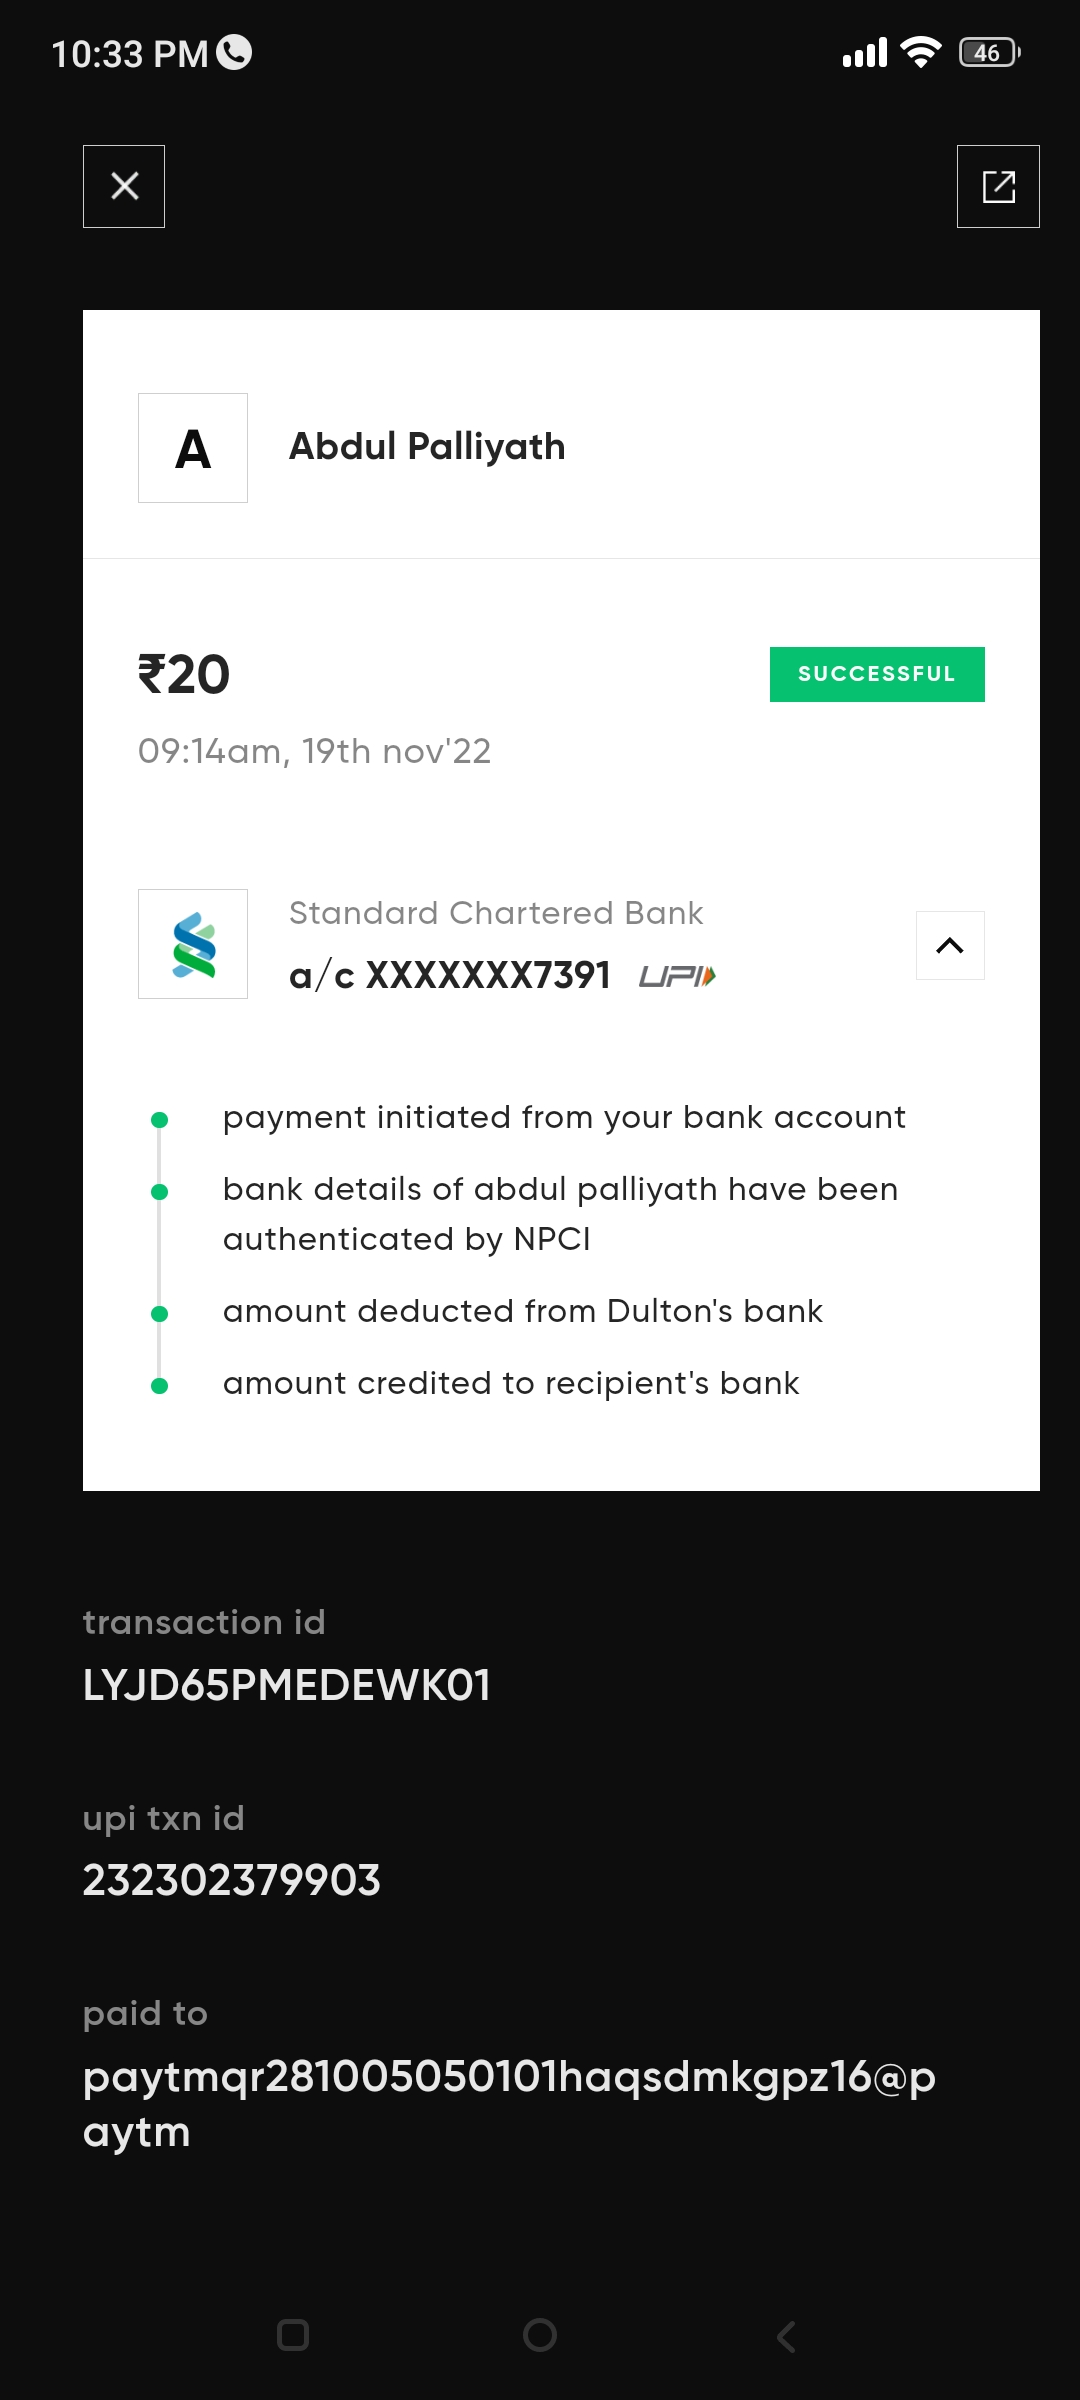 10:33 PM
46
A
Abdul Palliyath
₹20
SUCCESSFUL
09:14am, 19th nov'22
Standard Chartered Bank
a/c XXXXXXX7391 UPI
payment initiated from your bank account
bank details of abdul palliyath have been
authenticated by NPCI
amount deducted from Dulton's bank
amount credited to recipient's bank
transaction id
LYJD65PMEDEWK01
upi txn id
232302379903
paid to
paytmqr281005050101haqsdmkgpz16@p
aytm